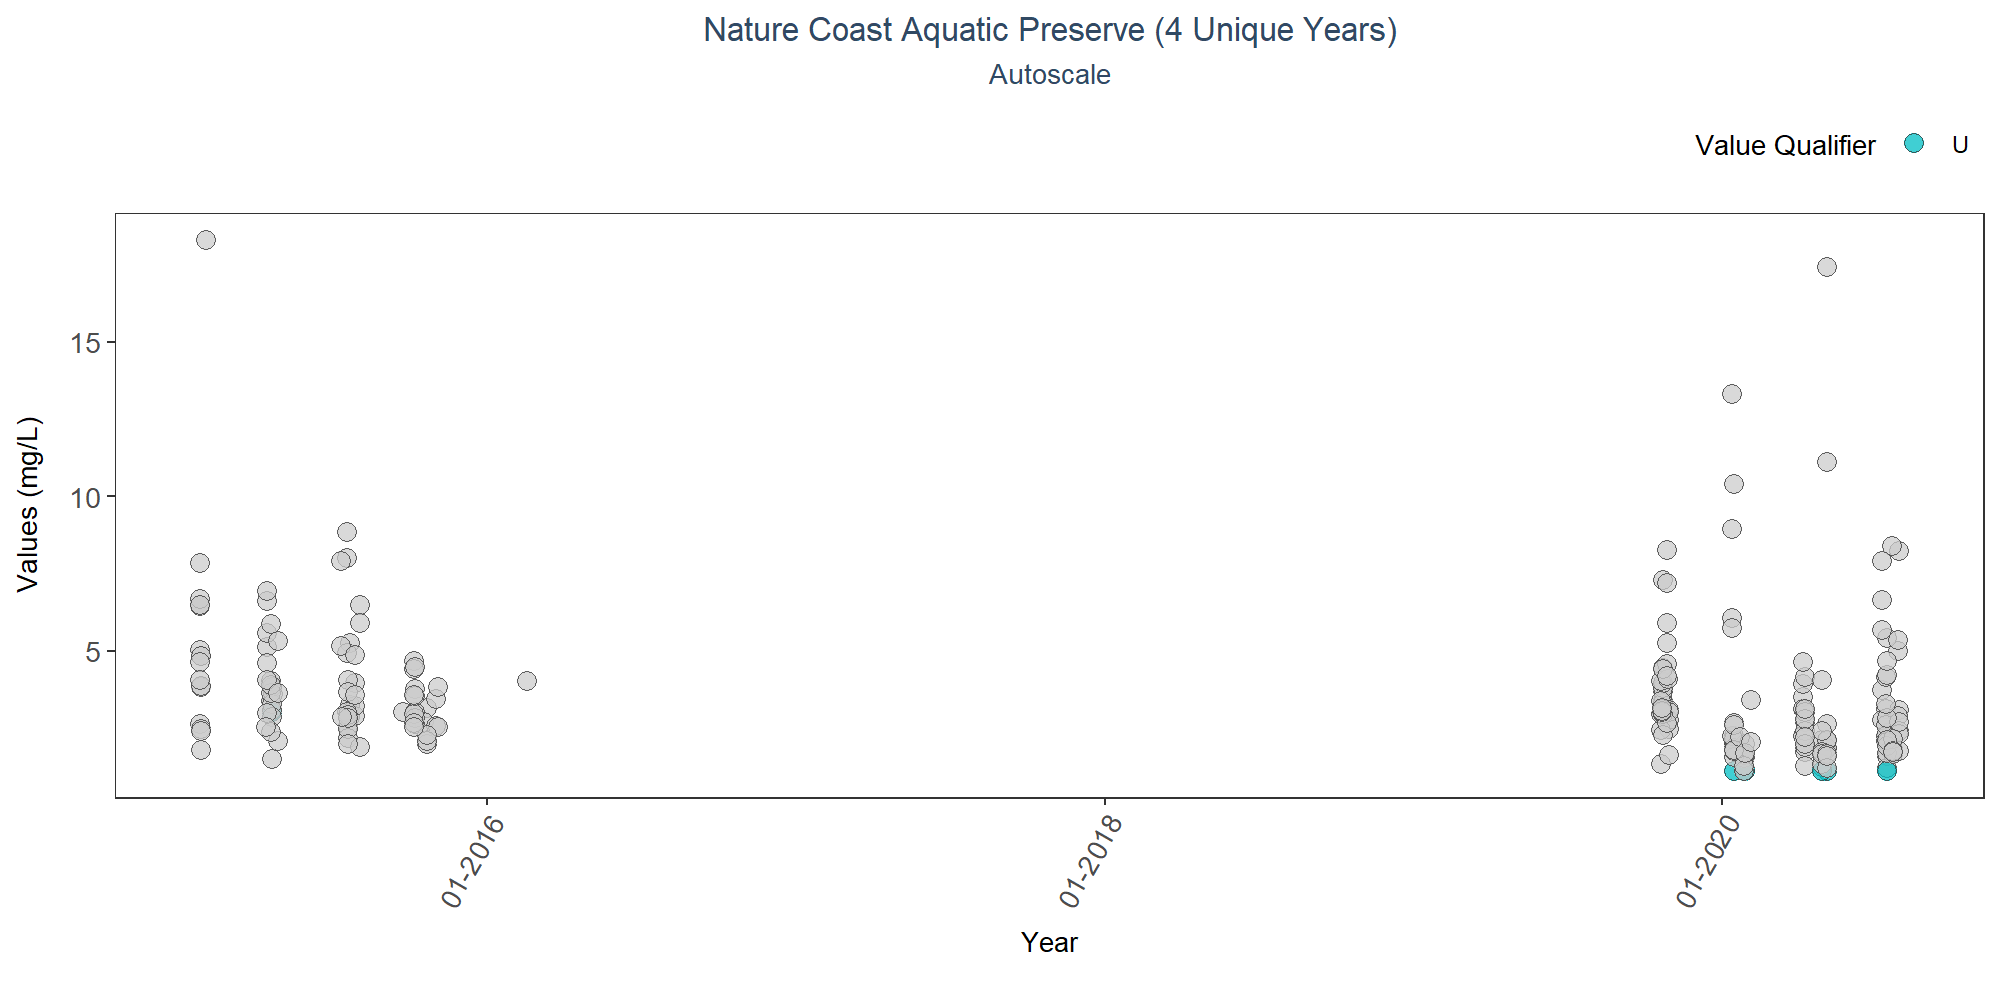 Nature Coast Aquatic Preserve (4 Unique Years)
Autoscale
Value Qualifier U
Values (mg/L)
15
10
5
01-2016
01-2018
01-2020
Year